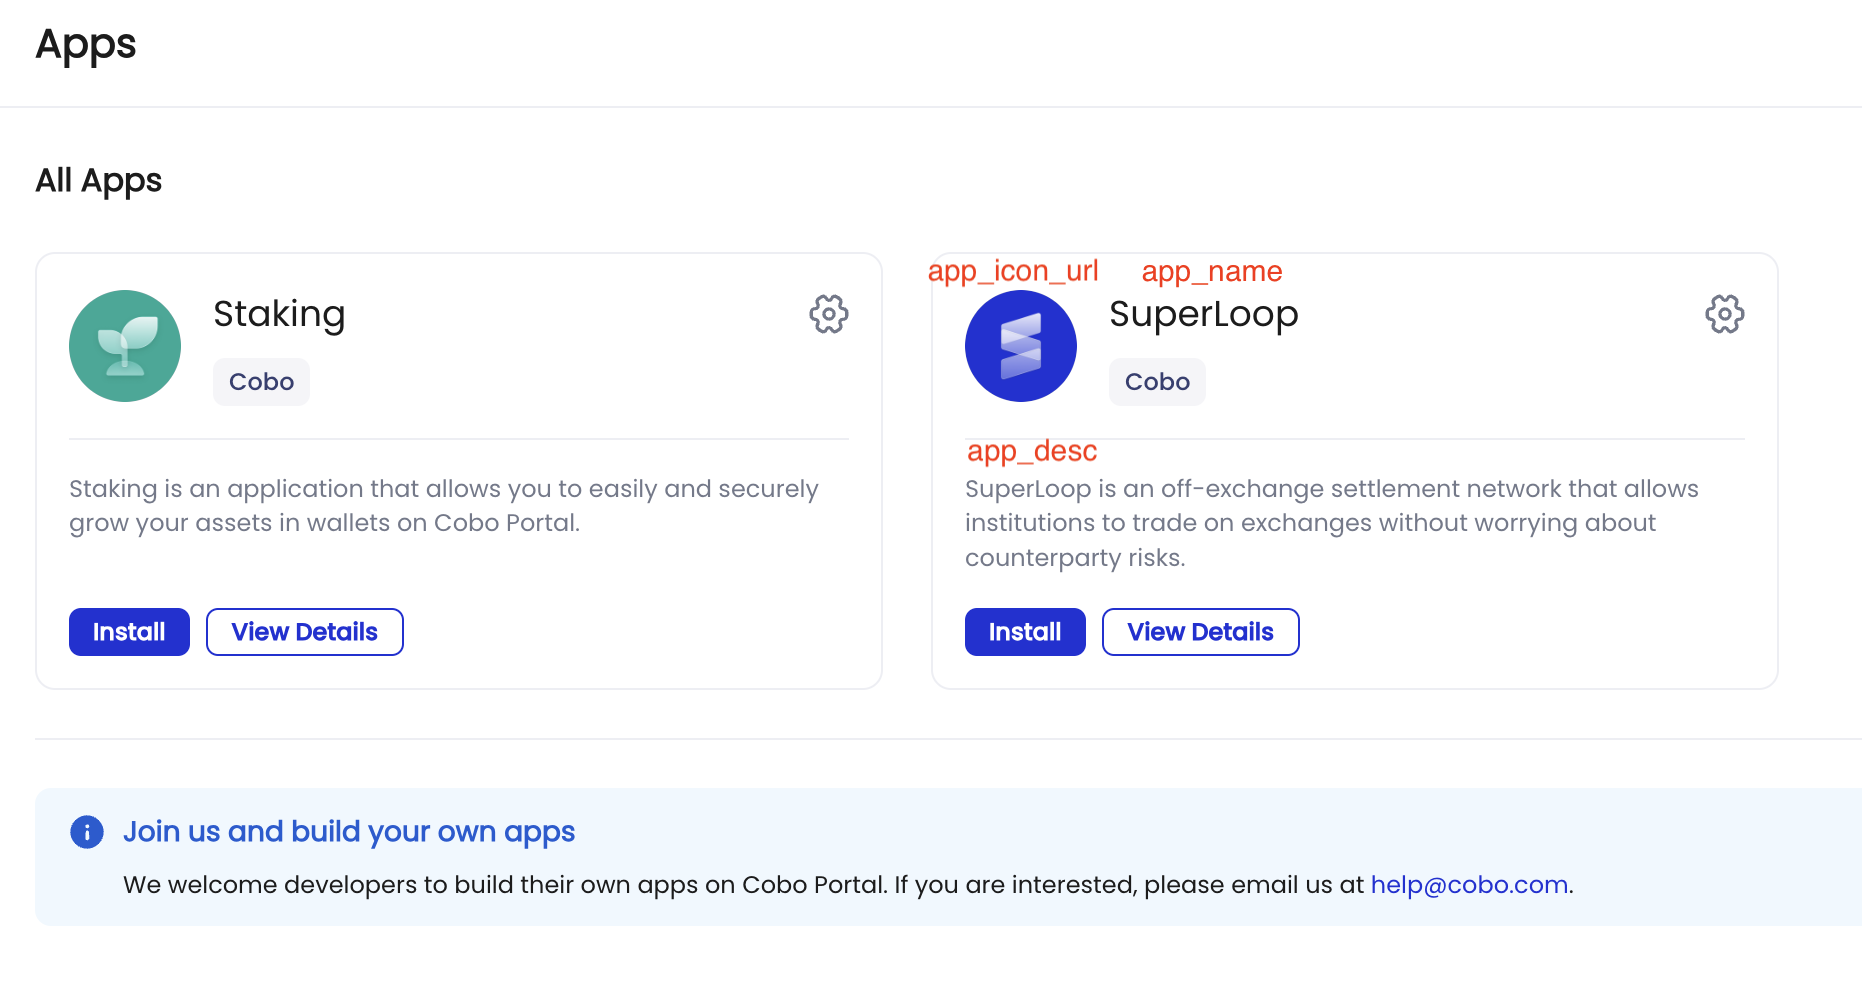 Apps
All Apps
Staking
Cobo
Staking is an application that allows you to easily and securely
grow your assets in wallets on Cobo Portal.
Install
View Details
app_icon_url
app_name
SuperLoop
Cobo
app_desc
SuperLoop is an off-exchange settlement network that allows
institutions to trade on exchanges without worrying about
counterparty risks.
Install
View Details
Join us and build your own apps
We welcome developers to build their own apps on Cobo Portal. If you are interested, please email us at help@cobo.com.